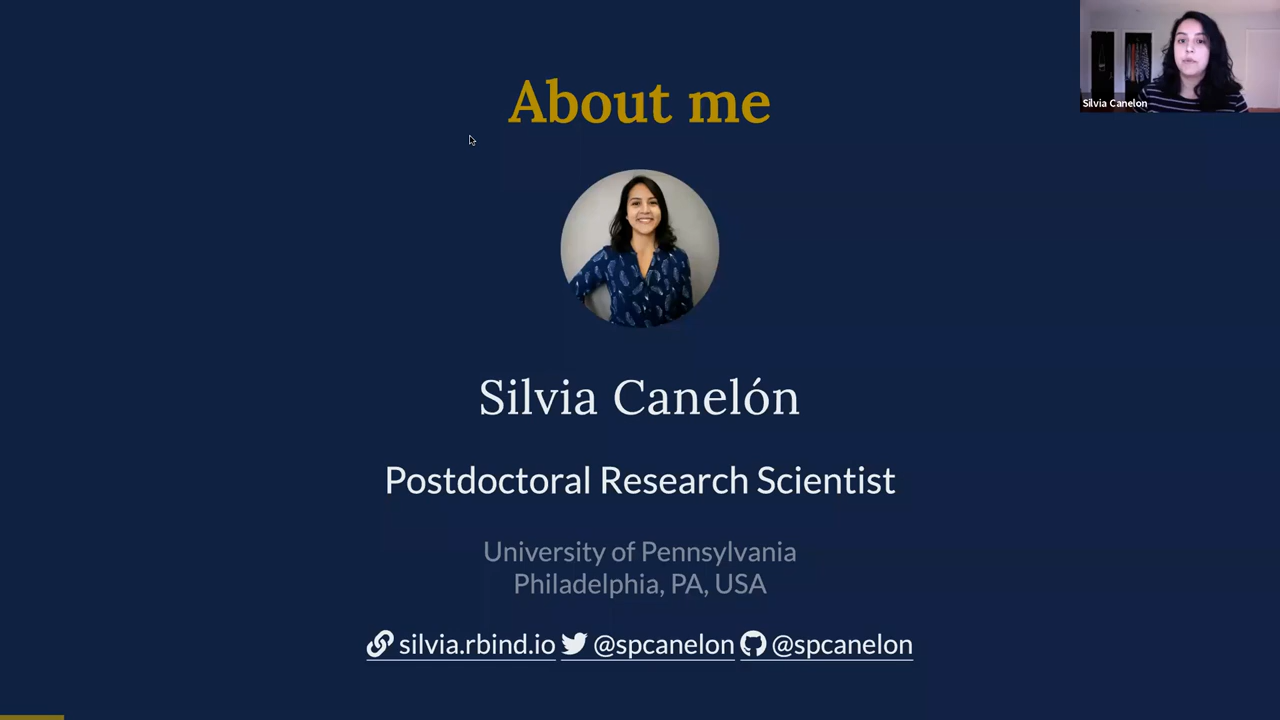 About me
Silvia Canelon
Silvia Canelón
Postdoctoral Research Scientist
University of Pennsylvania
Philadelphia, PA, USA
silvia.rbind.io @spcanelon @spcanelon